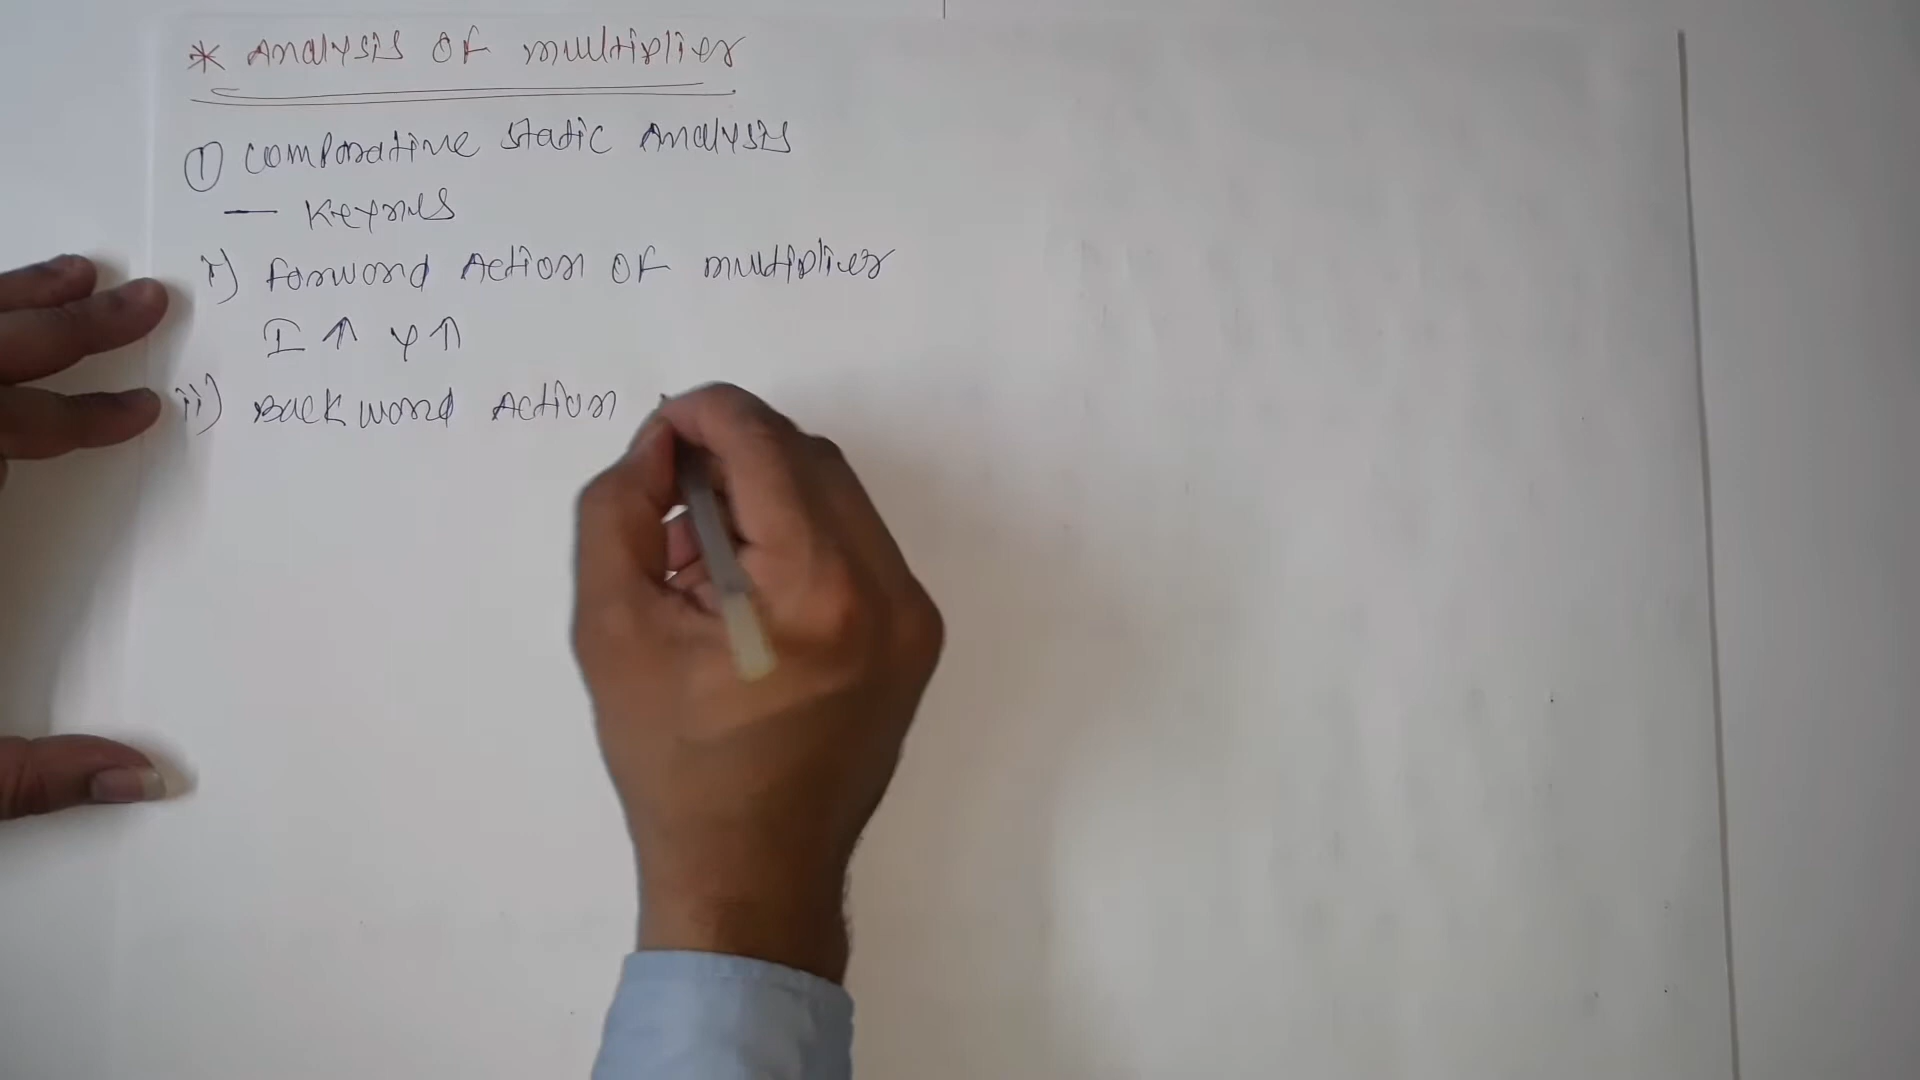 * Analysis of multiplier
① Comparative Static Analysis
— Keynes
i) Forword Action of multiplier
I ↑ Y ↑
ii) Backword Action